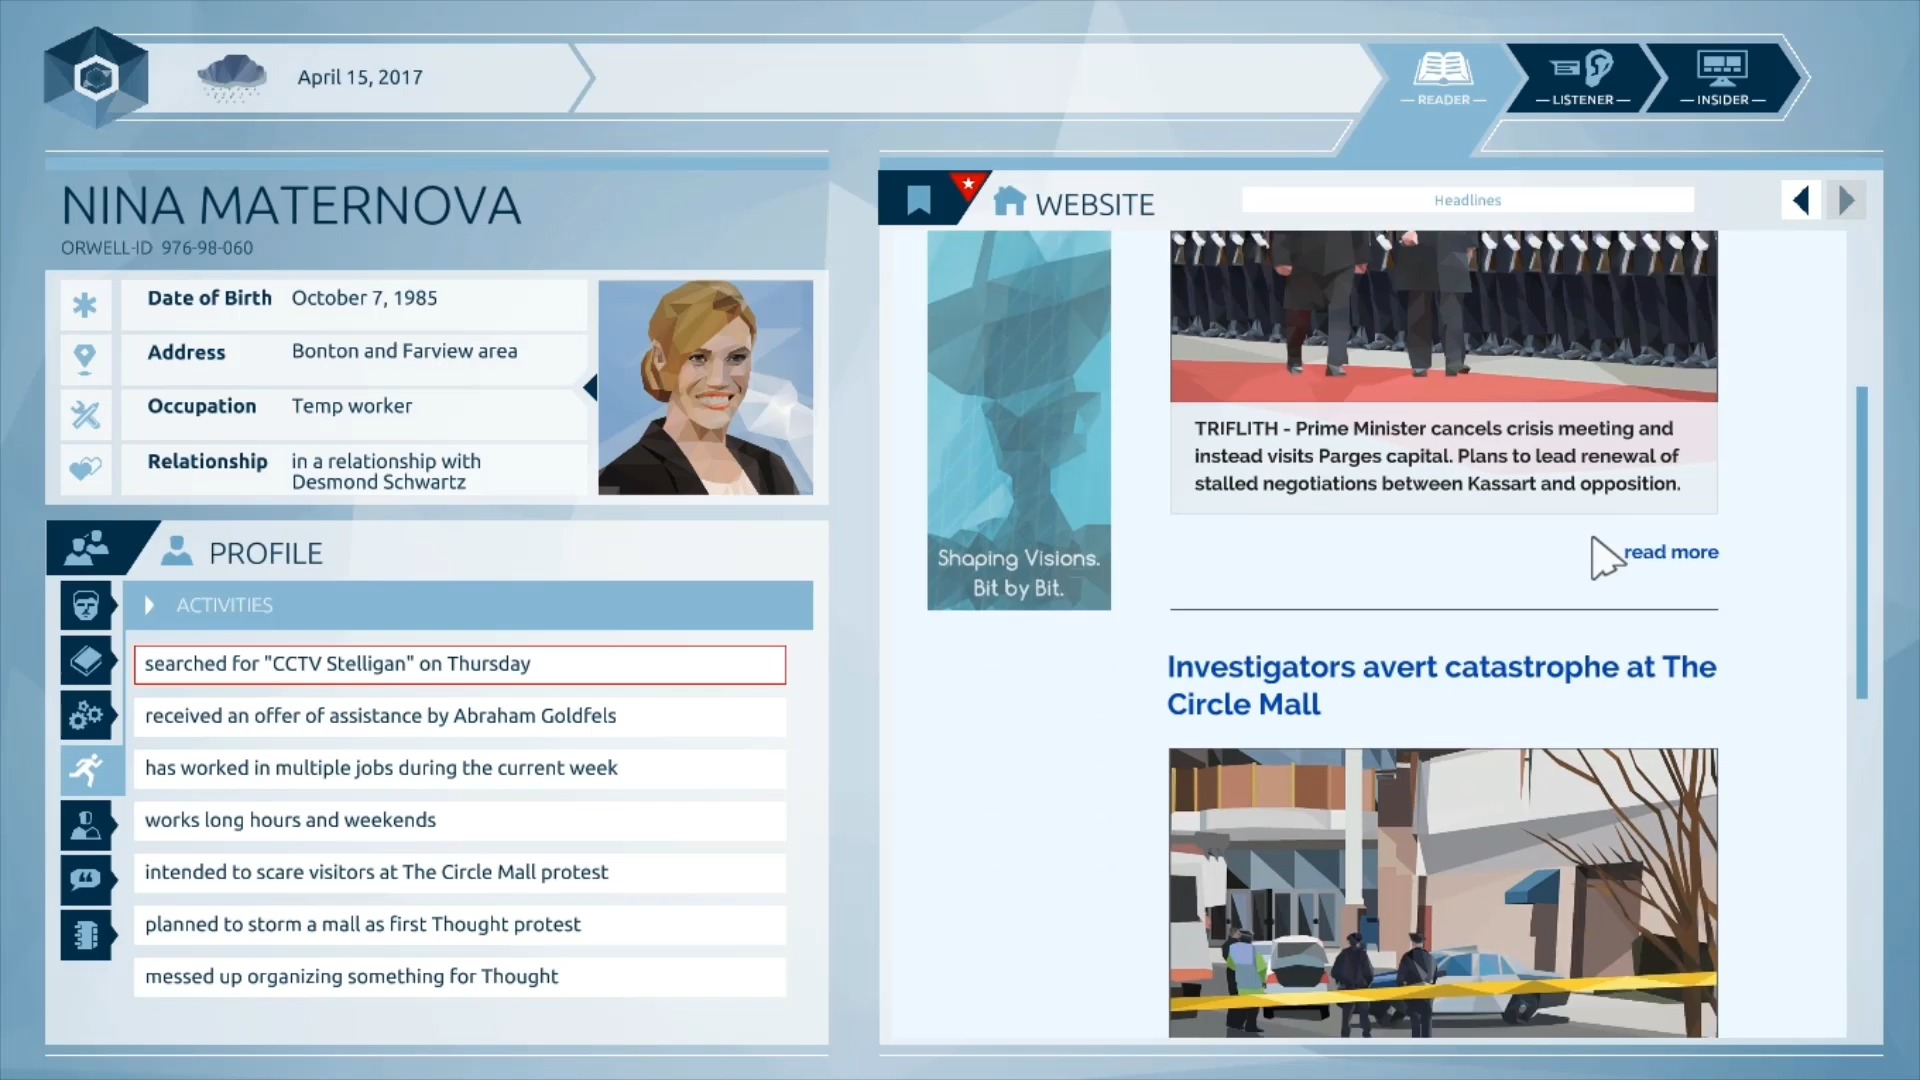 April 15, 2017
READER
LISTENER
INSIDER
NINA MATERNOVA
ORWELL-ID 976-98-060
Date of Birth October 7, 1985
Address Bonton and Farview area
Occupation Temp worker
Relationship in a relationship with
Desmond Schwartz
PROFILE
ACTIVITIES
searched for "CCTV Stelligan" on Thursday
received an offer of assistance by Abraham Goldfels
has worked in multiple jobs during the current week
works long hours and weekends
intended to scare visitors at The Circle Mall protest
planned to storm a mall as first Thought protest
messed up organizing something for Thought
WEBSITE
Headlines
Shaping Visions.
Bit by Bit.
TRIFLITH - Prime Minister cancels crisis meeting and
instead visits Parges capital. Plans to lead renewal of
stalled negotiations between Kassart and opposition.
read more
Investigators avert catastrophe at The
Circle Mall